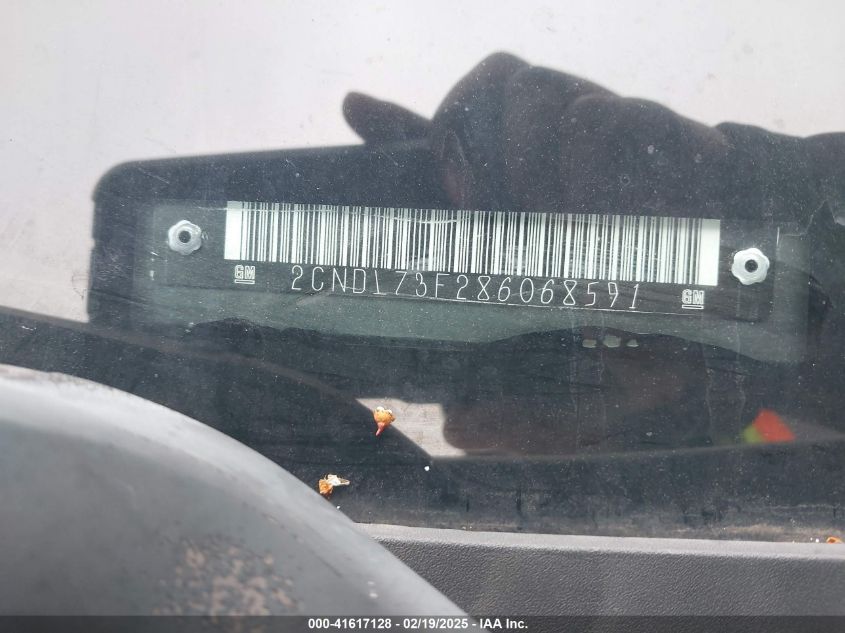 GM 2CNDL73F286068591 GM
000-41617128 - 02/19/2025 - IAA Inc.